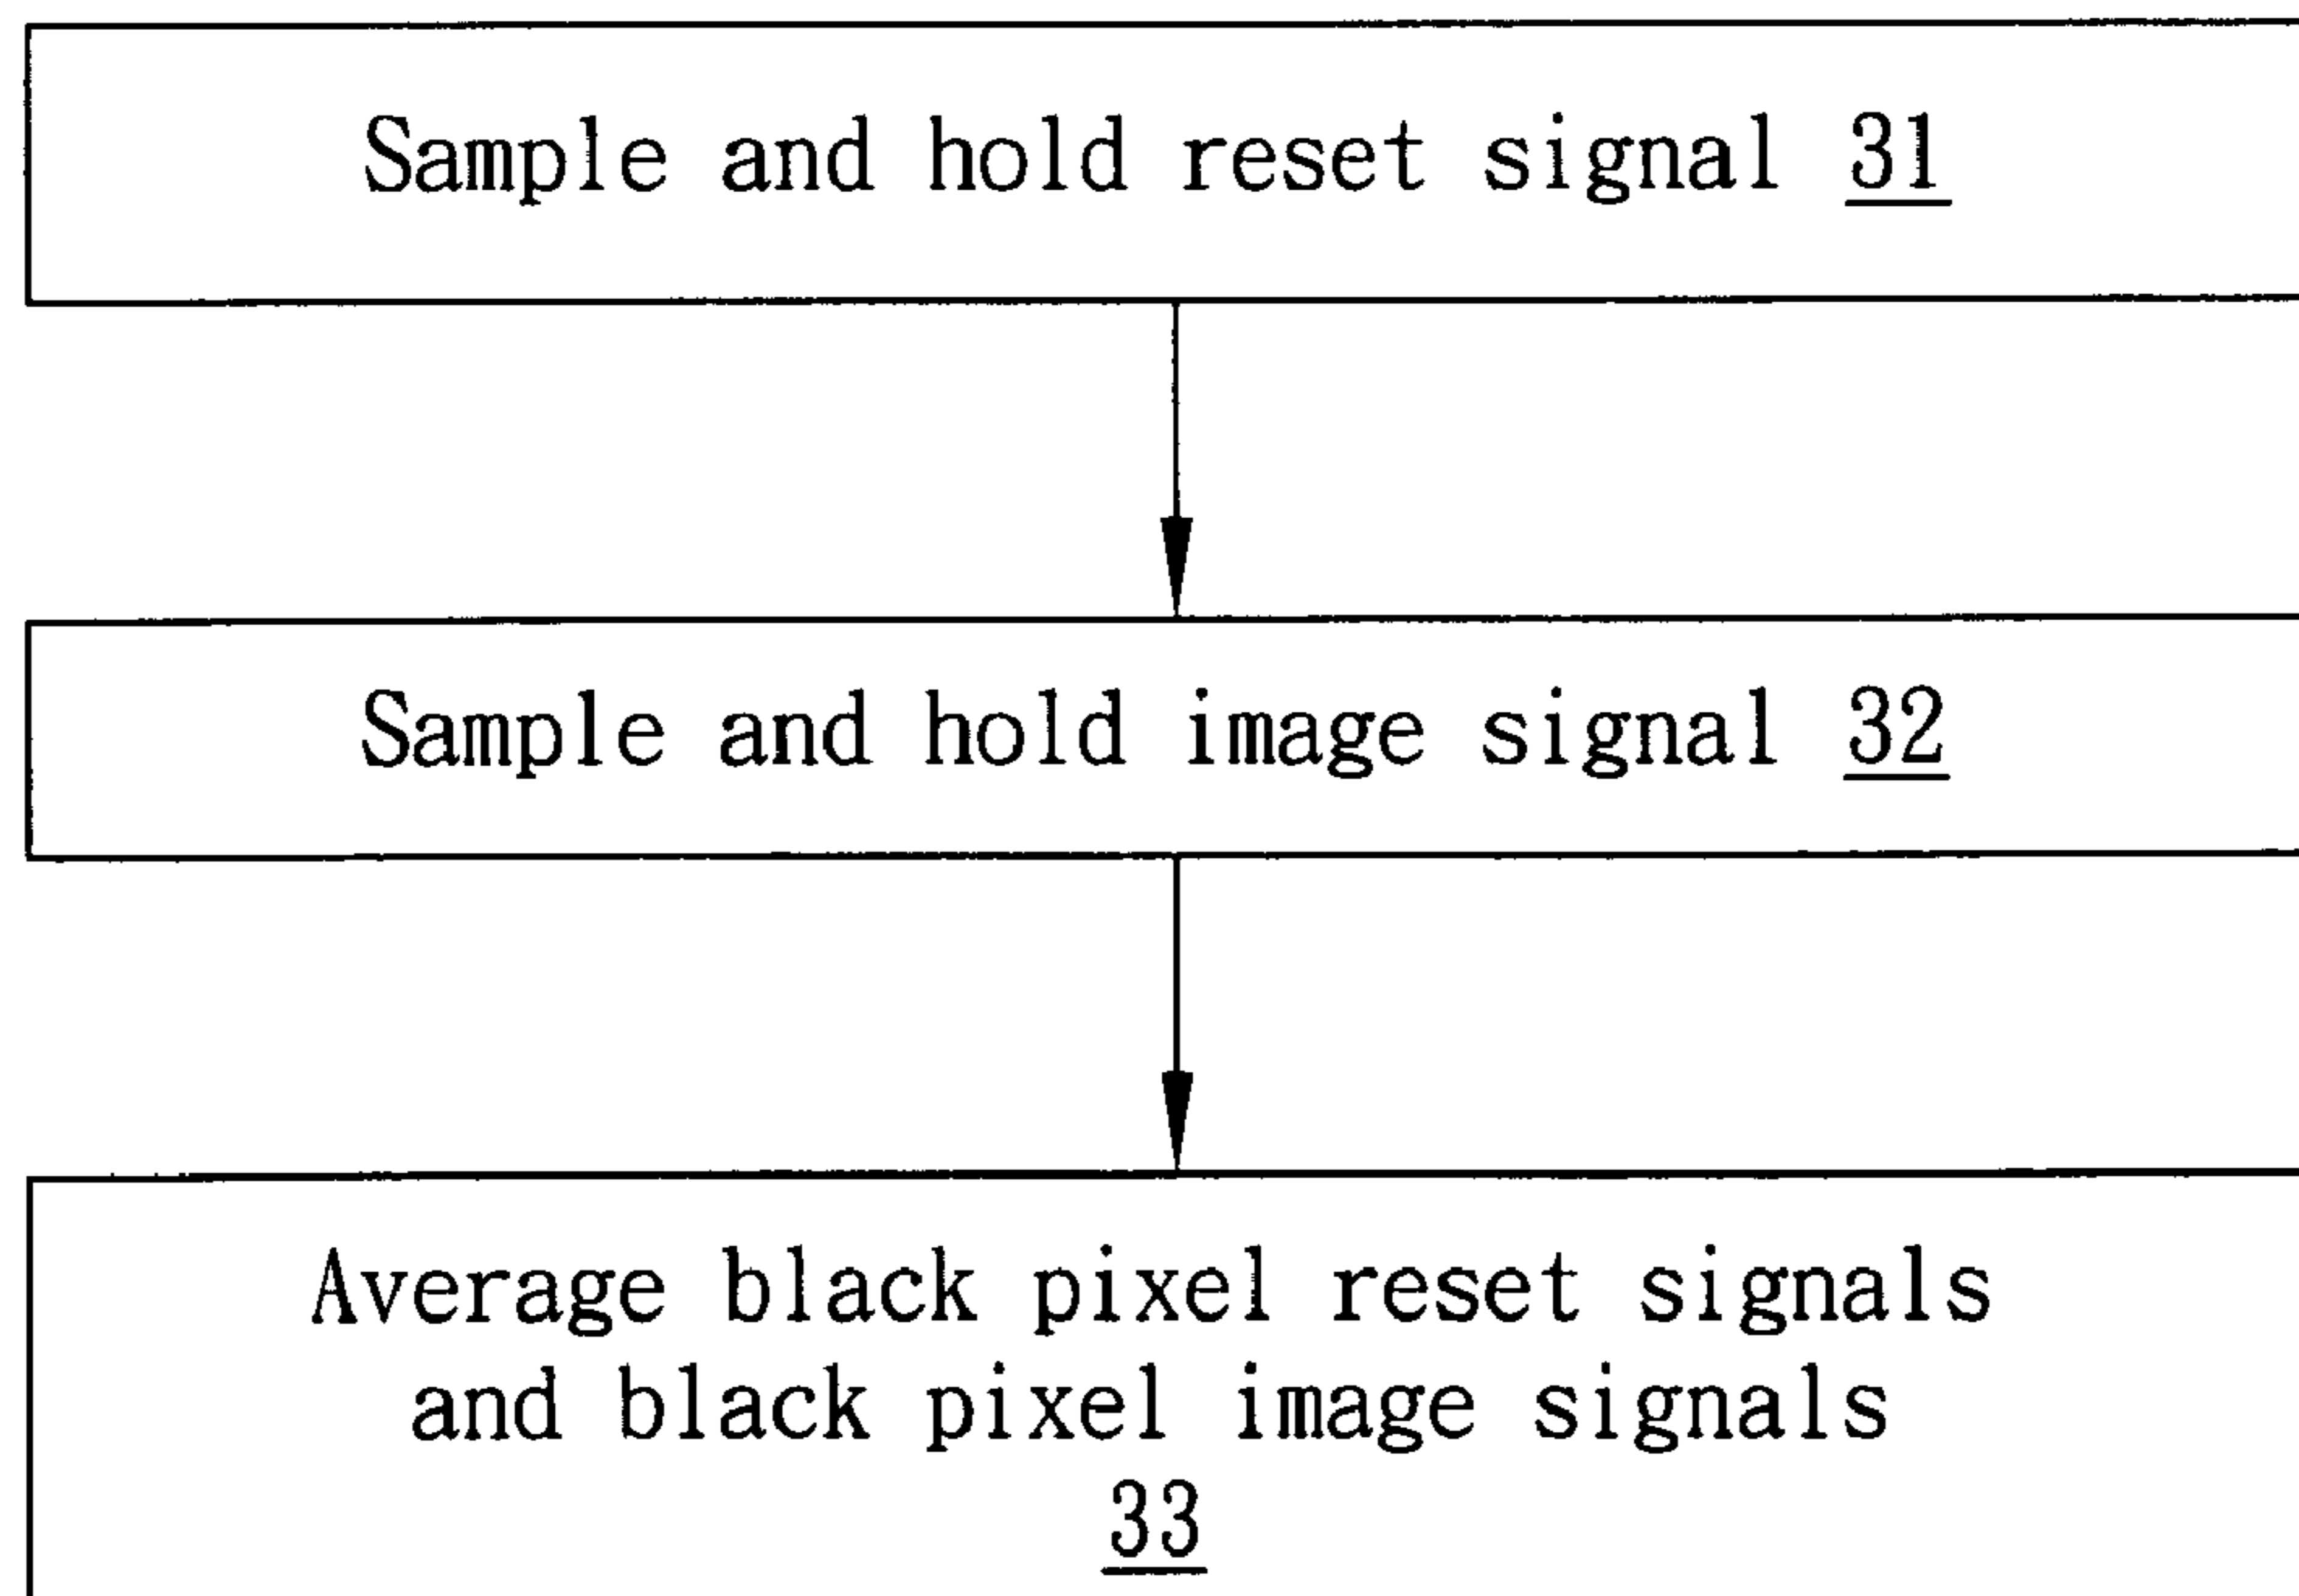 Sample and hold reset signal 31
Sample and hold image signal 32
Average black pixel reset signals
and black pixel image signals
33